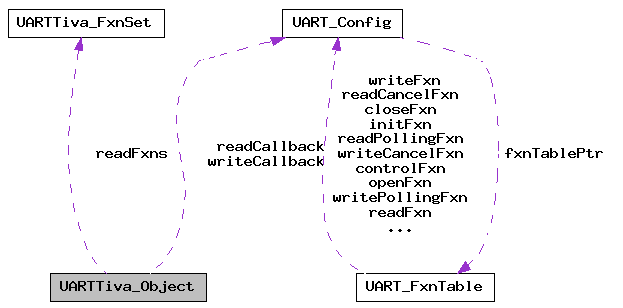 UARTTiva_FxnSet
UART_Config
writeFxn
readCancelFxn
closeFxn
initFxn
readPollingFxn
writeCancelFxn
controlFxn
openFxn
writePollingFxn
readFxn
...
readFxns
readCallback
writeCallback
fxnTablePtr
UARTTiva_Object
UART_FxnTable